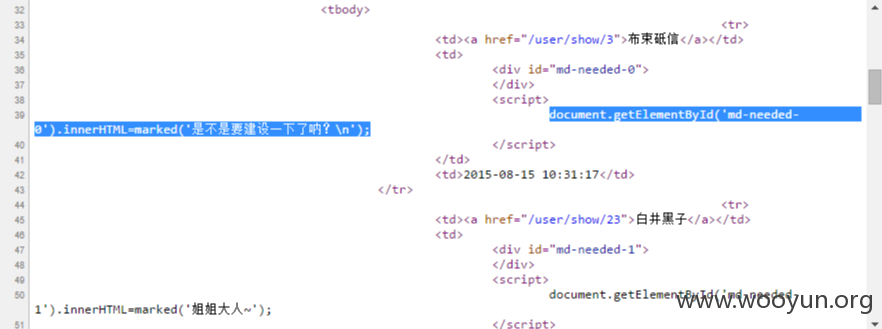 32 <tbody>
33 <tr>
34 <td><a href="/user/show/3">布束砥信</a></td>
35 <td>
36 <div id="md-needed-0">
37 </div>
38 <script>
39 document.getElementById('md-needed-
0').innerHTML=marked('是不是要建设一下了呐？\n');
40 </script>
41 </td>
42 <td>2015-08-15 10:31:17</td>
43 </tr>
44 <tr>
45 <td><a href="/user/show/23">白井黑子</a></td>
46 <td>
47 <div id="md-needed-1">
48 </div>
49 <script>
50 document.getElementById('md-needed-
1').innerHTML=marked('姐姐大人~');
51 </script>
www.wooyun.org